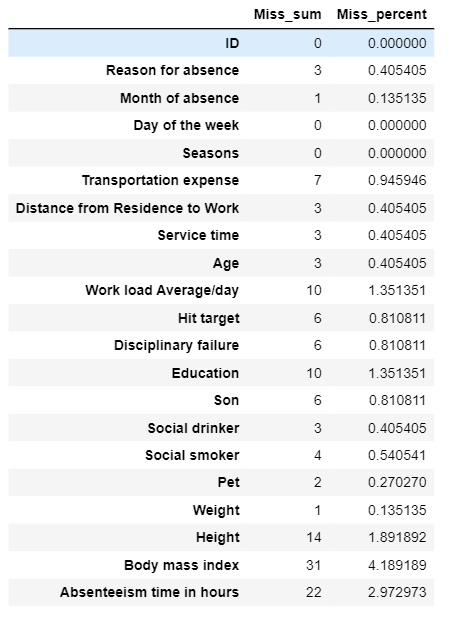 Miss_sum Miss_percent
ID 0 0.000000
Reason for absence 3 0.405405
Month of absence 1 0.135135
Day of the week 0 0.000000
Seasons 0 0.000000
Transportation expense 7 0.945946
Distance from Residence to Work 3 0.405405
Service time 3 0.405405
Age 3 0.405405
Work load Average/day 10 1.351351
Hit target 6 0.810811
Disciplinary failure 6 0.810811
Education 10 1.351351
Son 6 0.810811
Social drinker 3 0.405405
Social smoker 4 0.540541
Pet 2 0.270270
Weight 1 0.135135
Height 14 1.891892
Body mass index 31 4.189189
Absenteeism time in hours 22 2.972973